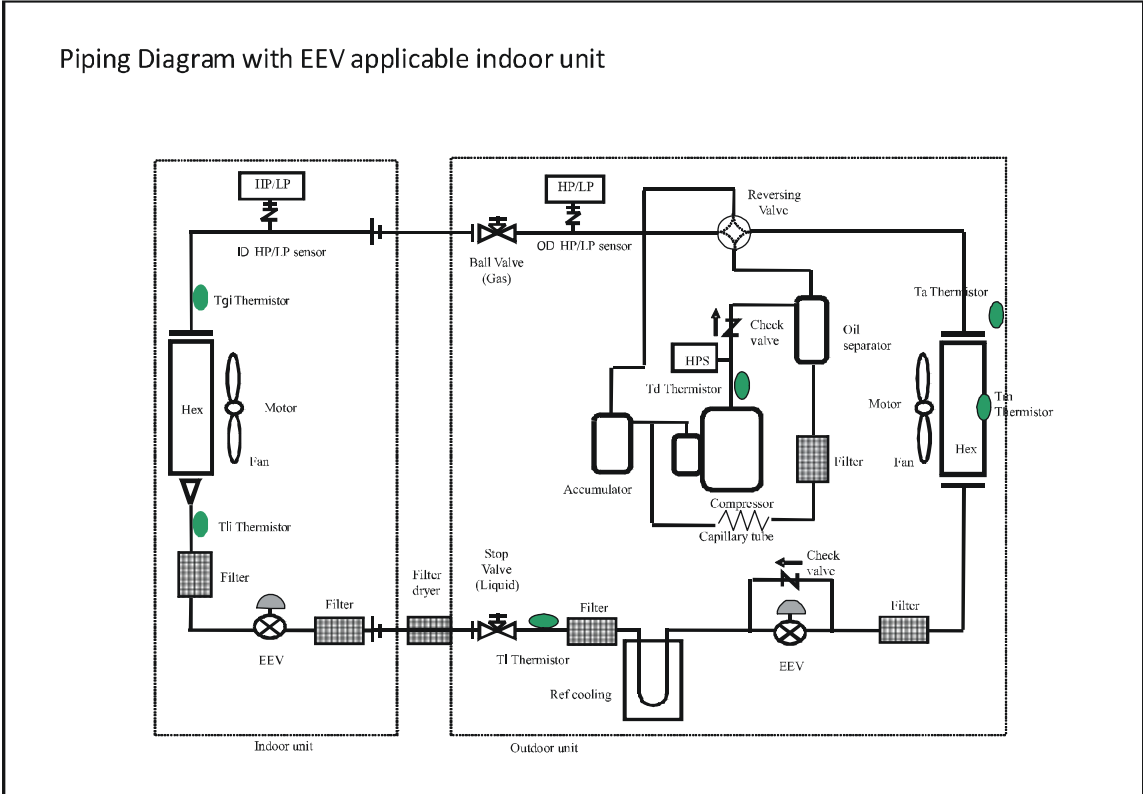 Piping Diagram with EEV applicable indoor unit
HP/LP
HP/LP
Reversing
Valve
ID HP/LP sensor
OD HP/LP sensor
Ball Valve
(Gas)
Tgi Thermistor
Ta Thermistor
Check
valve
Oil
separator
HPS
Td Thermistor
Hex
Motor
Fan
Motor
Tm
Thermistor
Fan
Hex
Filter
Accumulator
Compressor
Capillary tube
Tli Thermistor
Filter
Filter
EEV
Filter
dryer
Stop
Valve
(Liquid)
Tl Thermistor
Filter
Ref cooling
Check
valve
EEV
Filter
Indoor unit
Outdoor unit